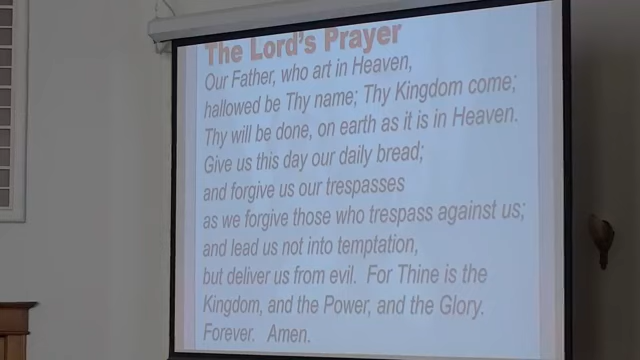 The Lord's Prayer
Our Father, who art in Heaven,
hallowed be Thy name; Thy Kingdom come;
Thy will be done, on earth as it is in Heaven.
Give us this day our daily bread;
and forgive us our trespasses
as we forgive those who trespass against us;
and lead us not into temptation,
but deliver us from evil.  For Thine is the
Kingdom, and the Power, and the Glory.
Forever.  Amen.